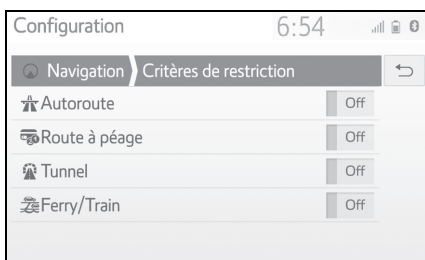 Configuration 6:54
Navigation Critères de restriction
Autoroute Off
Route à péage Off
Tunnel Off
Ferry/Train Off